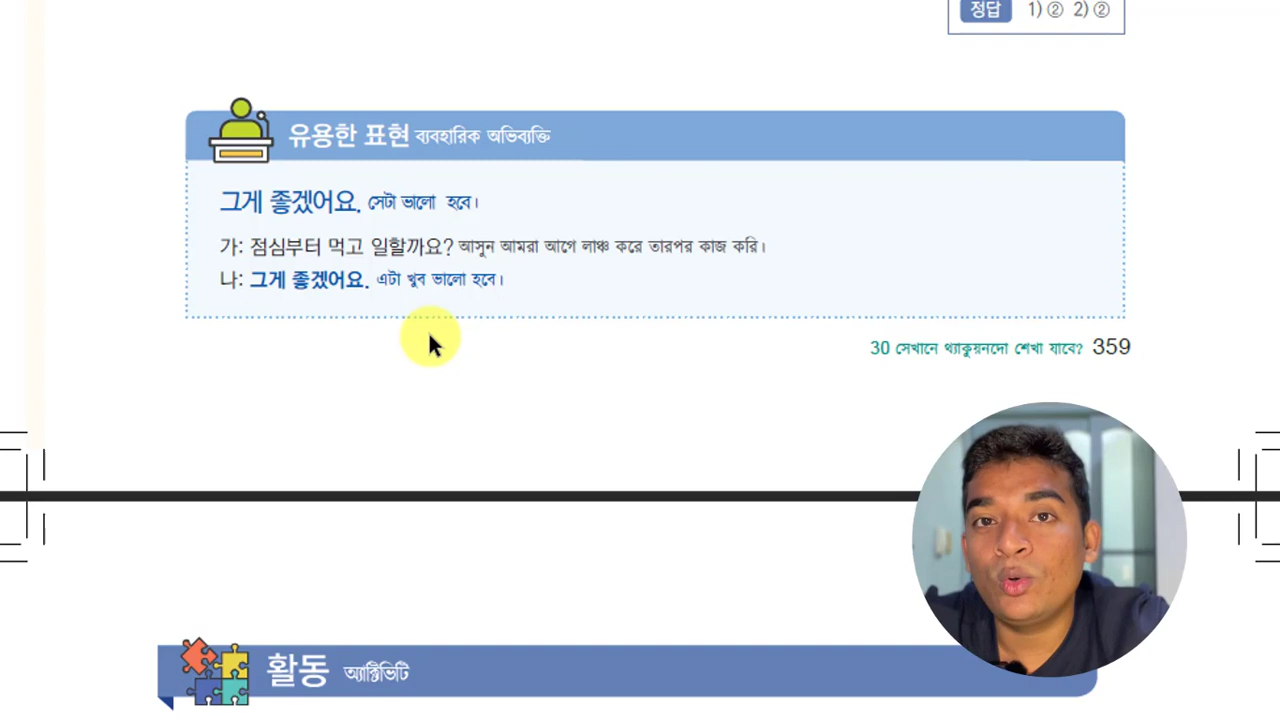 정답 1) ② 2) ②
유용한 표현 ব্যবহারিক অভিব্যক্তি
그게 좋겠어요. সেটা ভালো হবে।
가: 점심부터 먹고 일할까요? আসুন আমরা আগে লাঞ্চ করে তারপর কাজ করি।
나: 그게 좋겠어요. এটা খুব ভালো হবে।
30 সেখানে থ্যাকুয়নদো শেখা যাবে? 359
활동 অ্যাক্টিভিটি